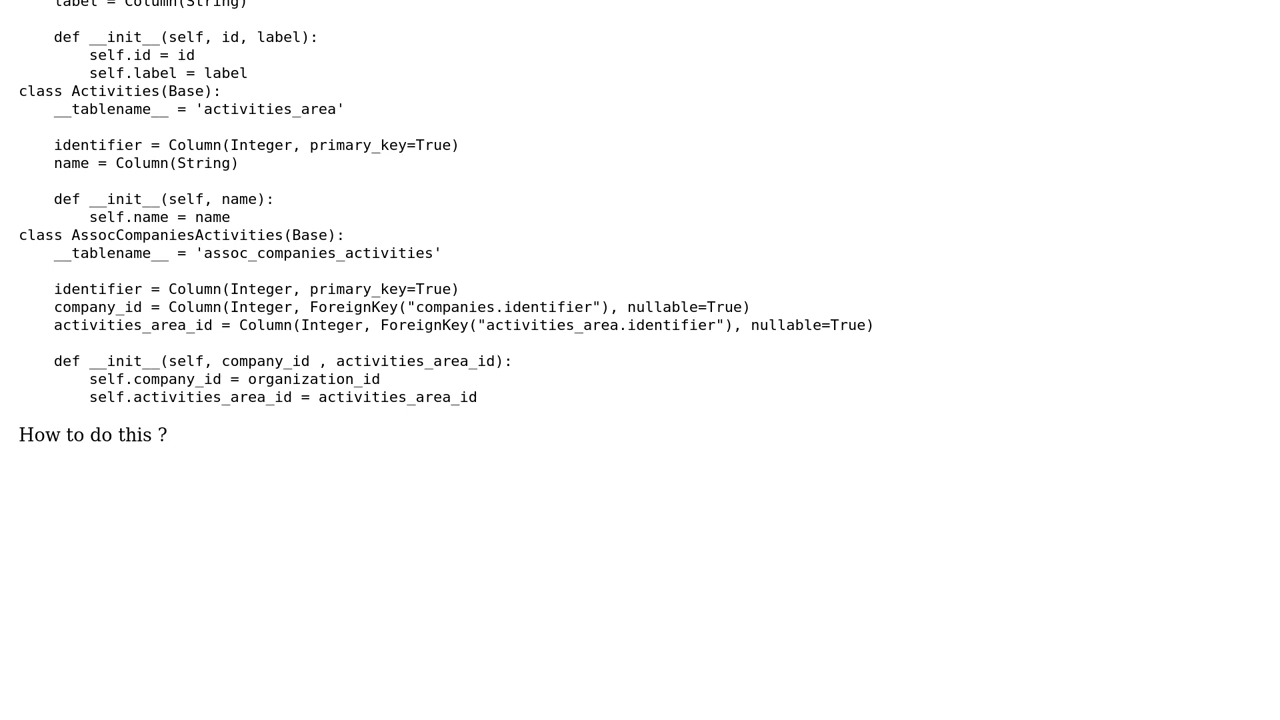 label = Column(String)
def __init__(self, id, label):
self.id = id
self.label = label
class Activities(Base):
__tablename__ = 'activities_area'
identifier = Column(Integer, primary_key=True)
name = Column(String)
def __init__(self, name):
self.name = name
class AssocCompaniesActivities(Base):
__tablename__ = 'assoc_companies_activities'
identifier = Column(Integer, primary_key=True)
company_id = Column(Integer, ForeignKey("companies.identifier"), nullable=True)
activities_area_id = Column(Integer, ForeignKey("activities_area.identifier"), nullable=True)
def __init__(self, company_id , activities_area_id):
self.company_id = organization_id
self.activities_area_id = activities_area_id
How to do this ?